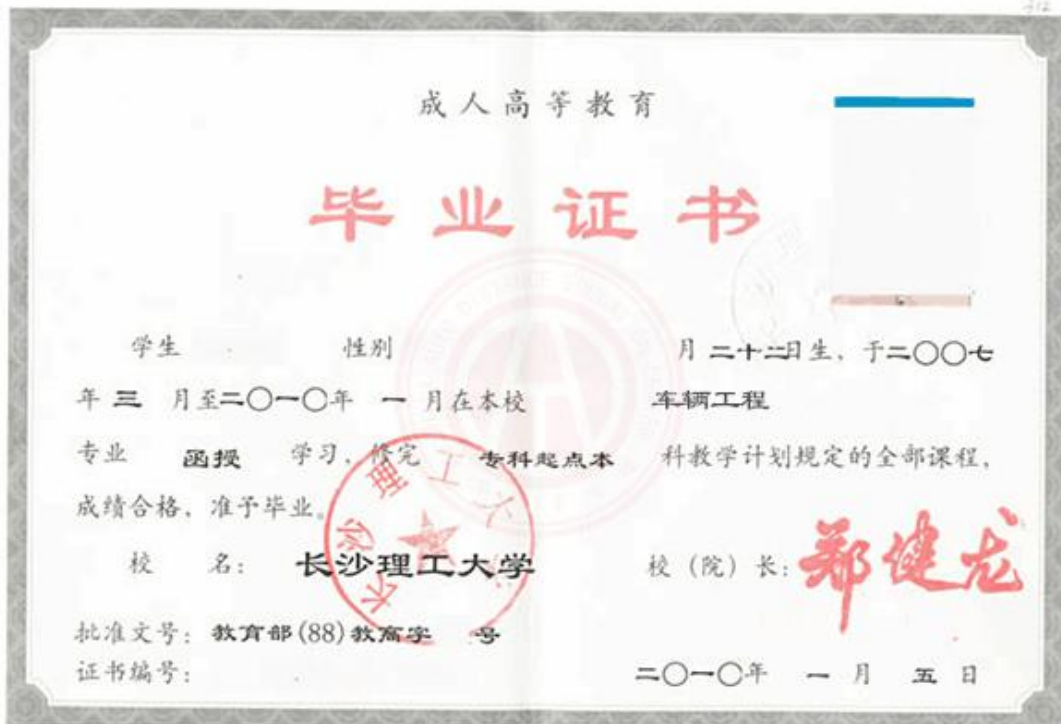 成人高等教育
毕业证书
学生 性别 月二十二日生，于二〇〇七
年三月至二〇一〇年一月在本校 车辆工程
专业 函授 学习，修完 专科起点本 科教学计划规定的全部课程，
成绩合格，准予毕业。
校 名：长沙理工大学 校（院）长：郑健龙
批准文号：教育部(88)教高字 号
证书编号：
二〇一〇年 一 月 五 日
长沙理工大